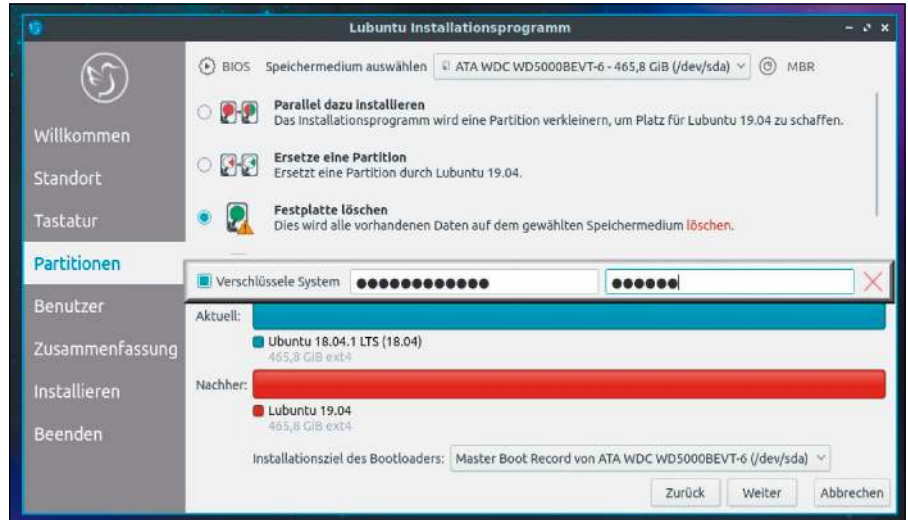 Lubuntu Installationsprogramm
BIOS Speichermedium auswählen ATA WDC WD5000BEVT-6 - 465,8 GiB (/dev/sda) MBR
Willkommen
Standort
Tastatur
Partitionen
Benutzer
Zusammenfassung
Installieren
Beenden
Parallel dazu installieren
Das Installationsprogramm wird eine Partition verkleinern, um Platz für Lubuntu 19.04 zu schaffen.
Ersetze eine Partition
Ersetzt eine Partition durch Lubuntu 19.04.
Festplatte löschen
Dies wird alle vorhandenen Daten auf dem gewählten Speichermedium löschen.
Verschlüssele System ●●●●●●●●●●●● ●●●●●●
Aktuell:
Ubuntu 18.04.1 LTS (18.04)
465,8 GiB ext4
Nachher:
Lubuntu 19.04
465,8 GiB ext4
Installationsziel des Bootloaders: Master Boot Record von ATA WDC WD5000BEVT-6 (/dev/sda)
Zurück Weiter Abbrechen